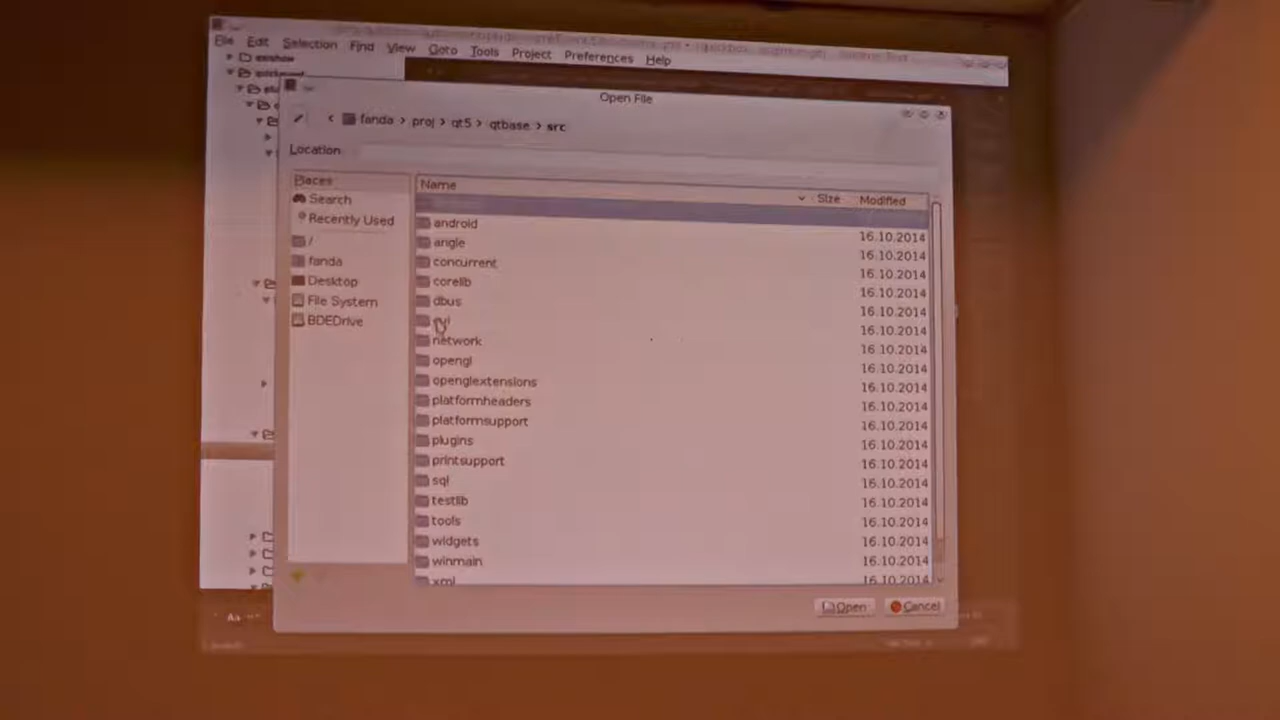 File Edit Selection Find View Goto Tools Project Preferences Help
Open File
fanda > proj > qt5 > qtbase > src
Location:
Places
Search
Recently Used
/
fanda
Desktop
File System
BDEDrive
Name Size Modified
android 16.10.2014
angle 16.10.2014
concurrent 16.10.2014
corelib 16.10.2014
dbus 16.10.2014
16.10.2014
network 16.10.2014
opengl 16.10.2014
openglextensions 16.10.2014
platformheaders 16.10.2014
platformsupport 16.10.2014
plugins 16.10.2014
printsupport 16.10.2014
sql 16.10.2014
testlib 16.10.2014
tools 16.10.2014
widgets 16.10.2014
winmain 16.10.2014
xml 16.10.2014
Open Cancel
Aa